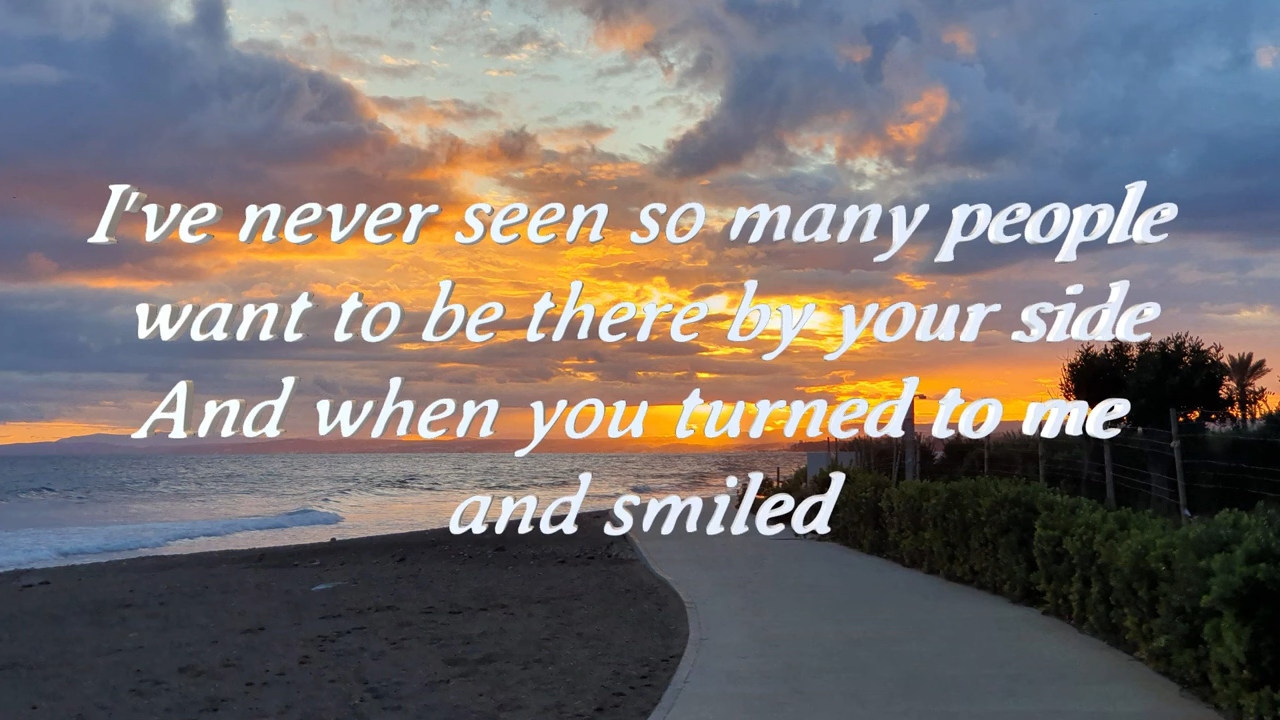 I've never seen so many people
want to be there by your side
And when you turned to me
and smiled